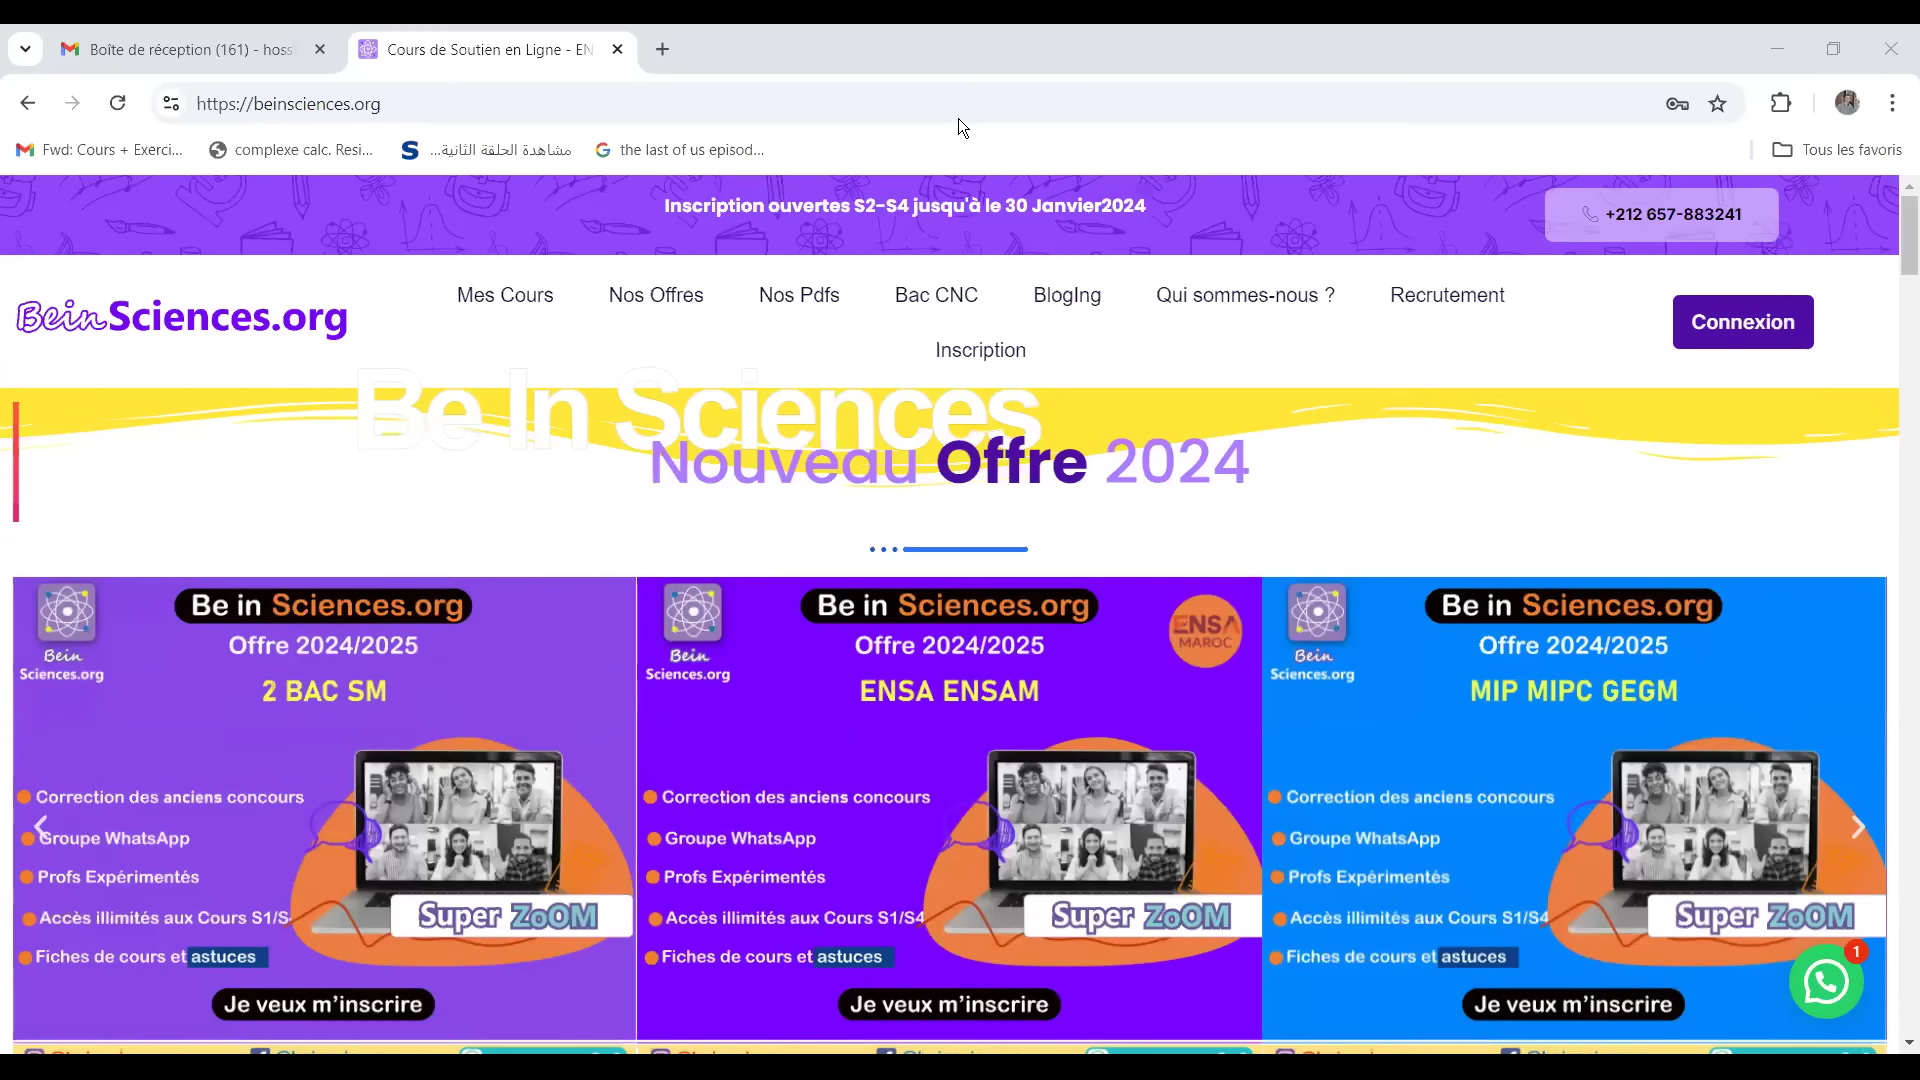 Boîte de réception (161) - hoss
Cours de Soutien en Ligne - EN
https://beinsciences.org
Fwd: Cours + Exerci...
complexe calc. Resi...
مشاهدة الحلقة الثانية...
the last of us episod...
Tous les favoris
Inscription ouvertes S2-S4 jusqu'à le 30 Janvier2024
+212 657-883241
BeinSciences.org
Mes Cours
Nos Offres
Nos Pdfs
Bac CNC
BlogIng
Qui sommes-nous ?
Recrutement
Inscription
Connexion
Be In Sciences
Nouveau Offre 2024
Bein
Sciences.org
Be in Sciences.org
Offre 2024/2025
2 BAC SM
Correction des anciens concours
Groupe WhatsApp
Profs Expérimentés
Accès illimités aux Cours S1/S
Fiches de cours et astuces
Super ZoOM
Je veux m'inscrire
Bein
Sciences.org
Be in Sciences.org
Offre 2024/2025
ENSA ENSAM
ENSA
MAROC
Correction des anciens concours
Groupe WhatsApp
Profs Expérimentés
Accès illimités aux Cours S1/S4
Fiches de cours et astuces
Super ZoOM
Je veux m'inscrire
Bein
Sciences.org
Be in Sciences.org
Offre 2024/2025
MIP MIPC GEGM
Correction des anciens concours
Groupe WhatsApp
Profs Expérimentés
Accès illimités aux Cours S1/S4
Fiches de cours et astuces
Super ZoOM
Je veux m'inscrire
1